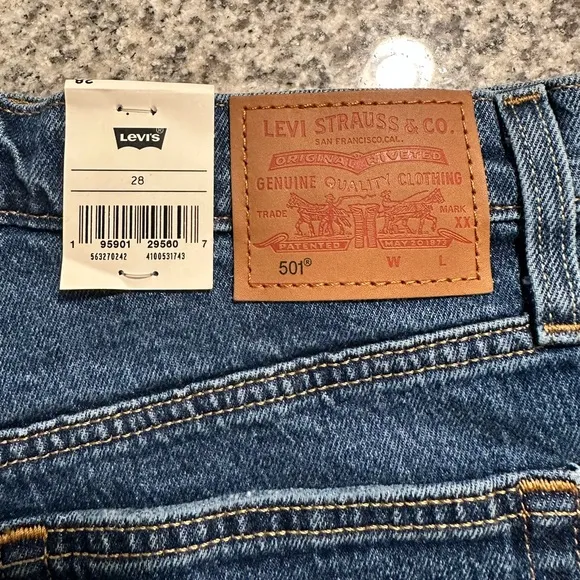 28
LEVI'S®
28
1 95901 29560 7
563270242 4100531743
LEVI STRAUSS & CO.
SAN FRANCISCO, CAL.
ORIGINAL RIVETED
GENUINE QUALITY CLOTHING
TRADE MARK
XX
PATENTED MAY 20 1873
501® W L